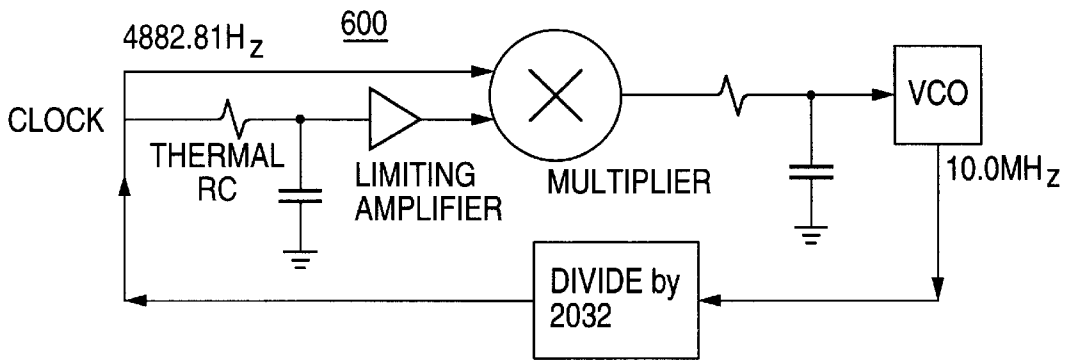 4882.81Hz
600
CLOCK
THERMAL
RC
LIMITING
AMPLIFIER
MULTIPLIER
VCO
10.0MHz
DIVIDE by
2032